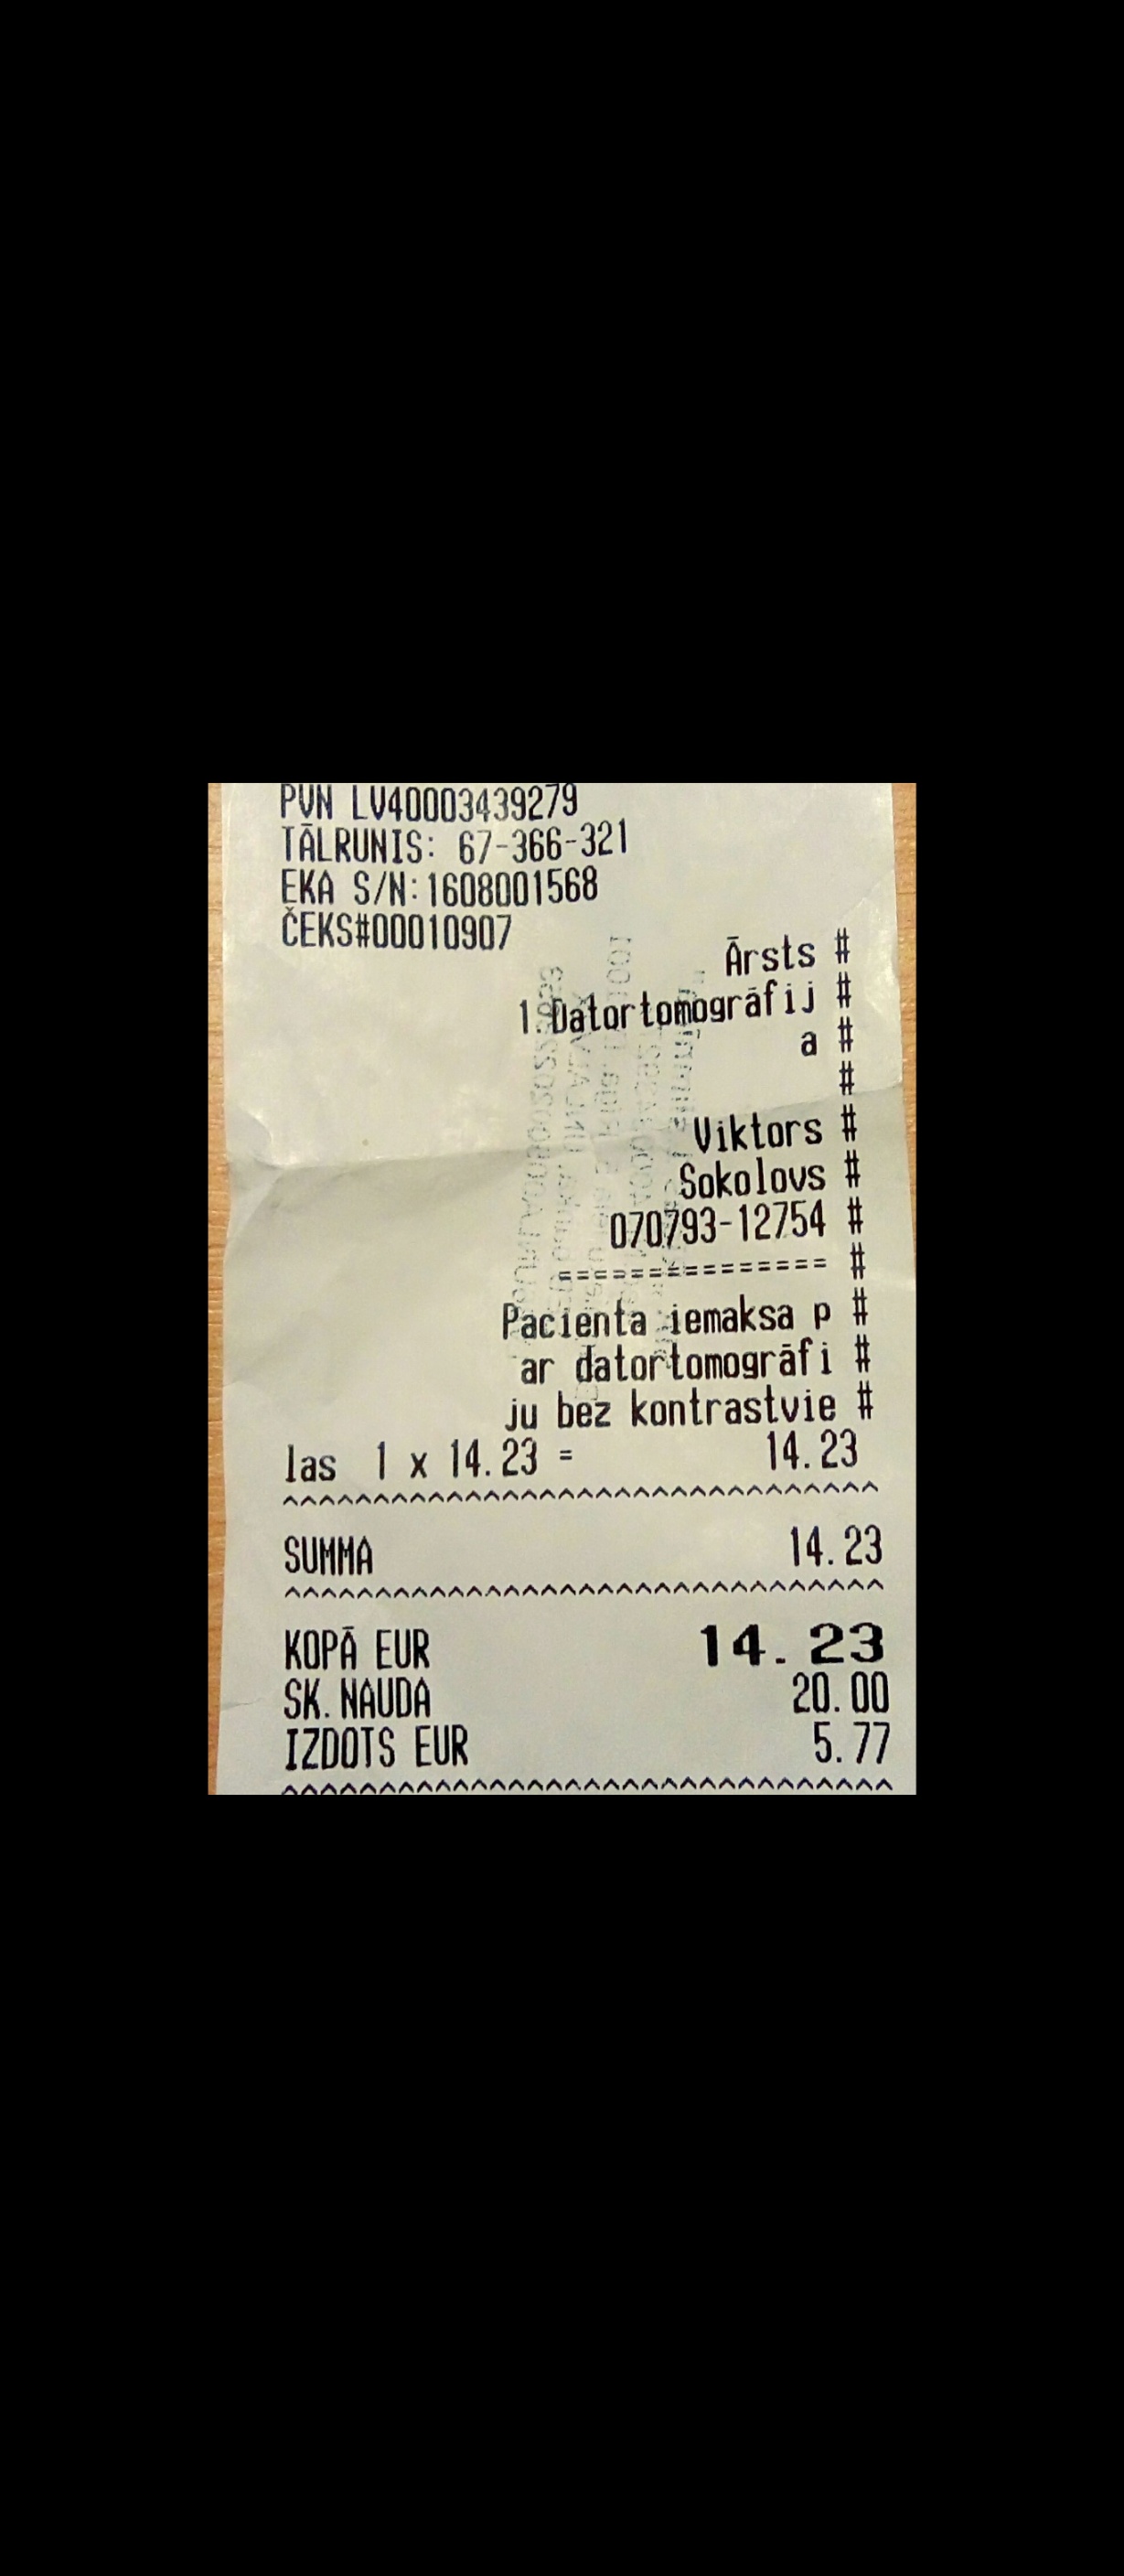 PVN LV40003439279
TĀLRUNIS: 67-366-321
EKA S/N:1608001568
ČEKS#00010907
Ārsts #
1.Datortomogrāfij #
a #
#
Viktors #
Sokolovs #
070793-12754 #
=============== #
Pacienta iemaksa p #
ar datortomogrāfi #
ju bez kontrastvie #
las 1 x 14.23 = 14.23
^^^^^^^^^^^^^^^^^^^^^^^^^^^^^^^^^
SUMMA 14.23
^^^^^^^^^^^^^^^^^^^^^^^^^^^^^^^^^
KOPĀ EUR 14.23
SK.NAUDA 20.00
IZDOTS EUR 5.77
^^^^^^^^^^^^^^^^^^^^^^^^^^^^^^^^^